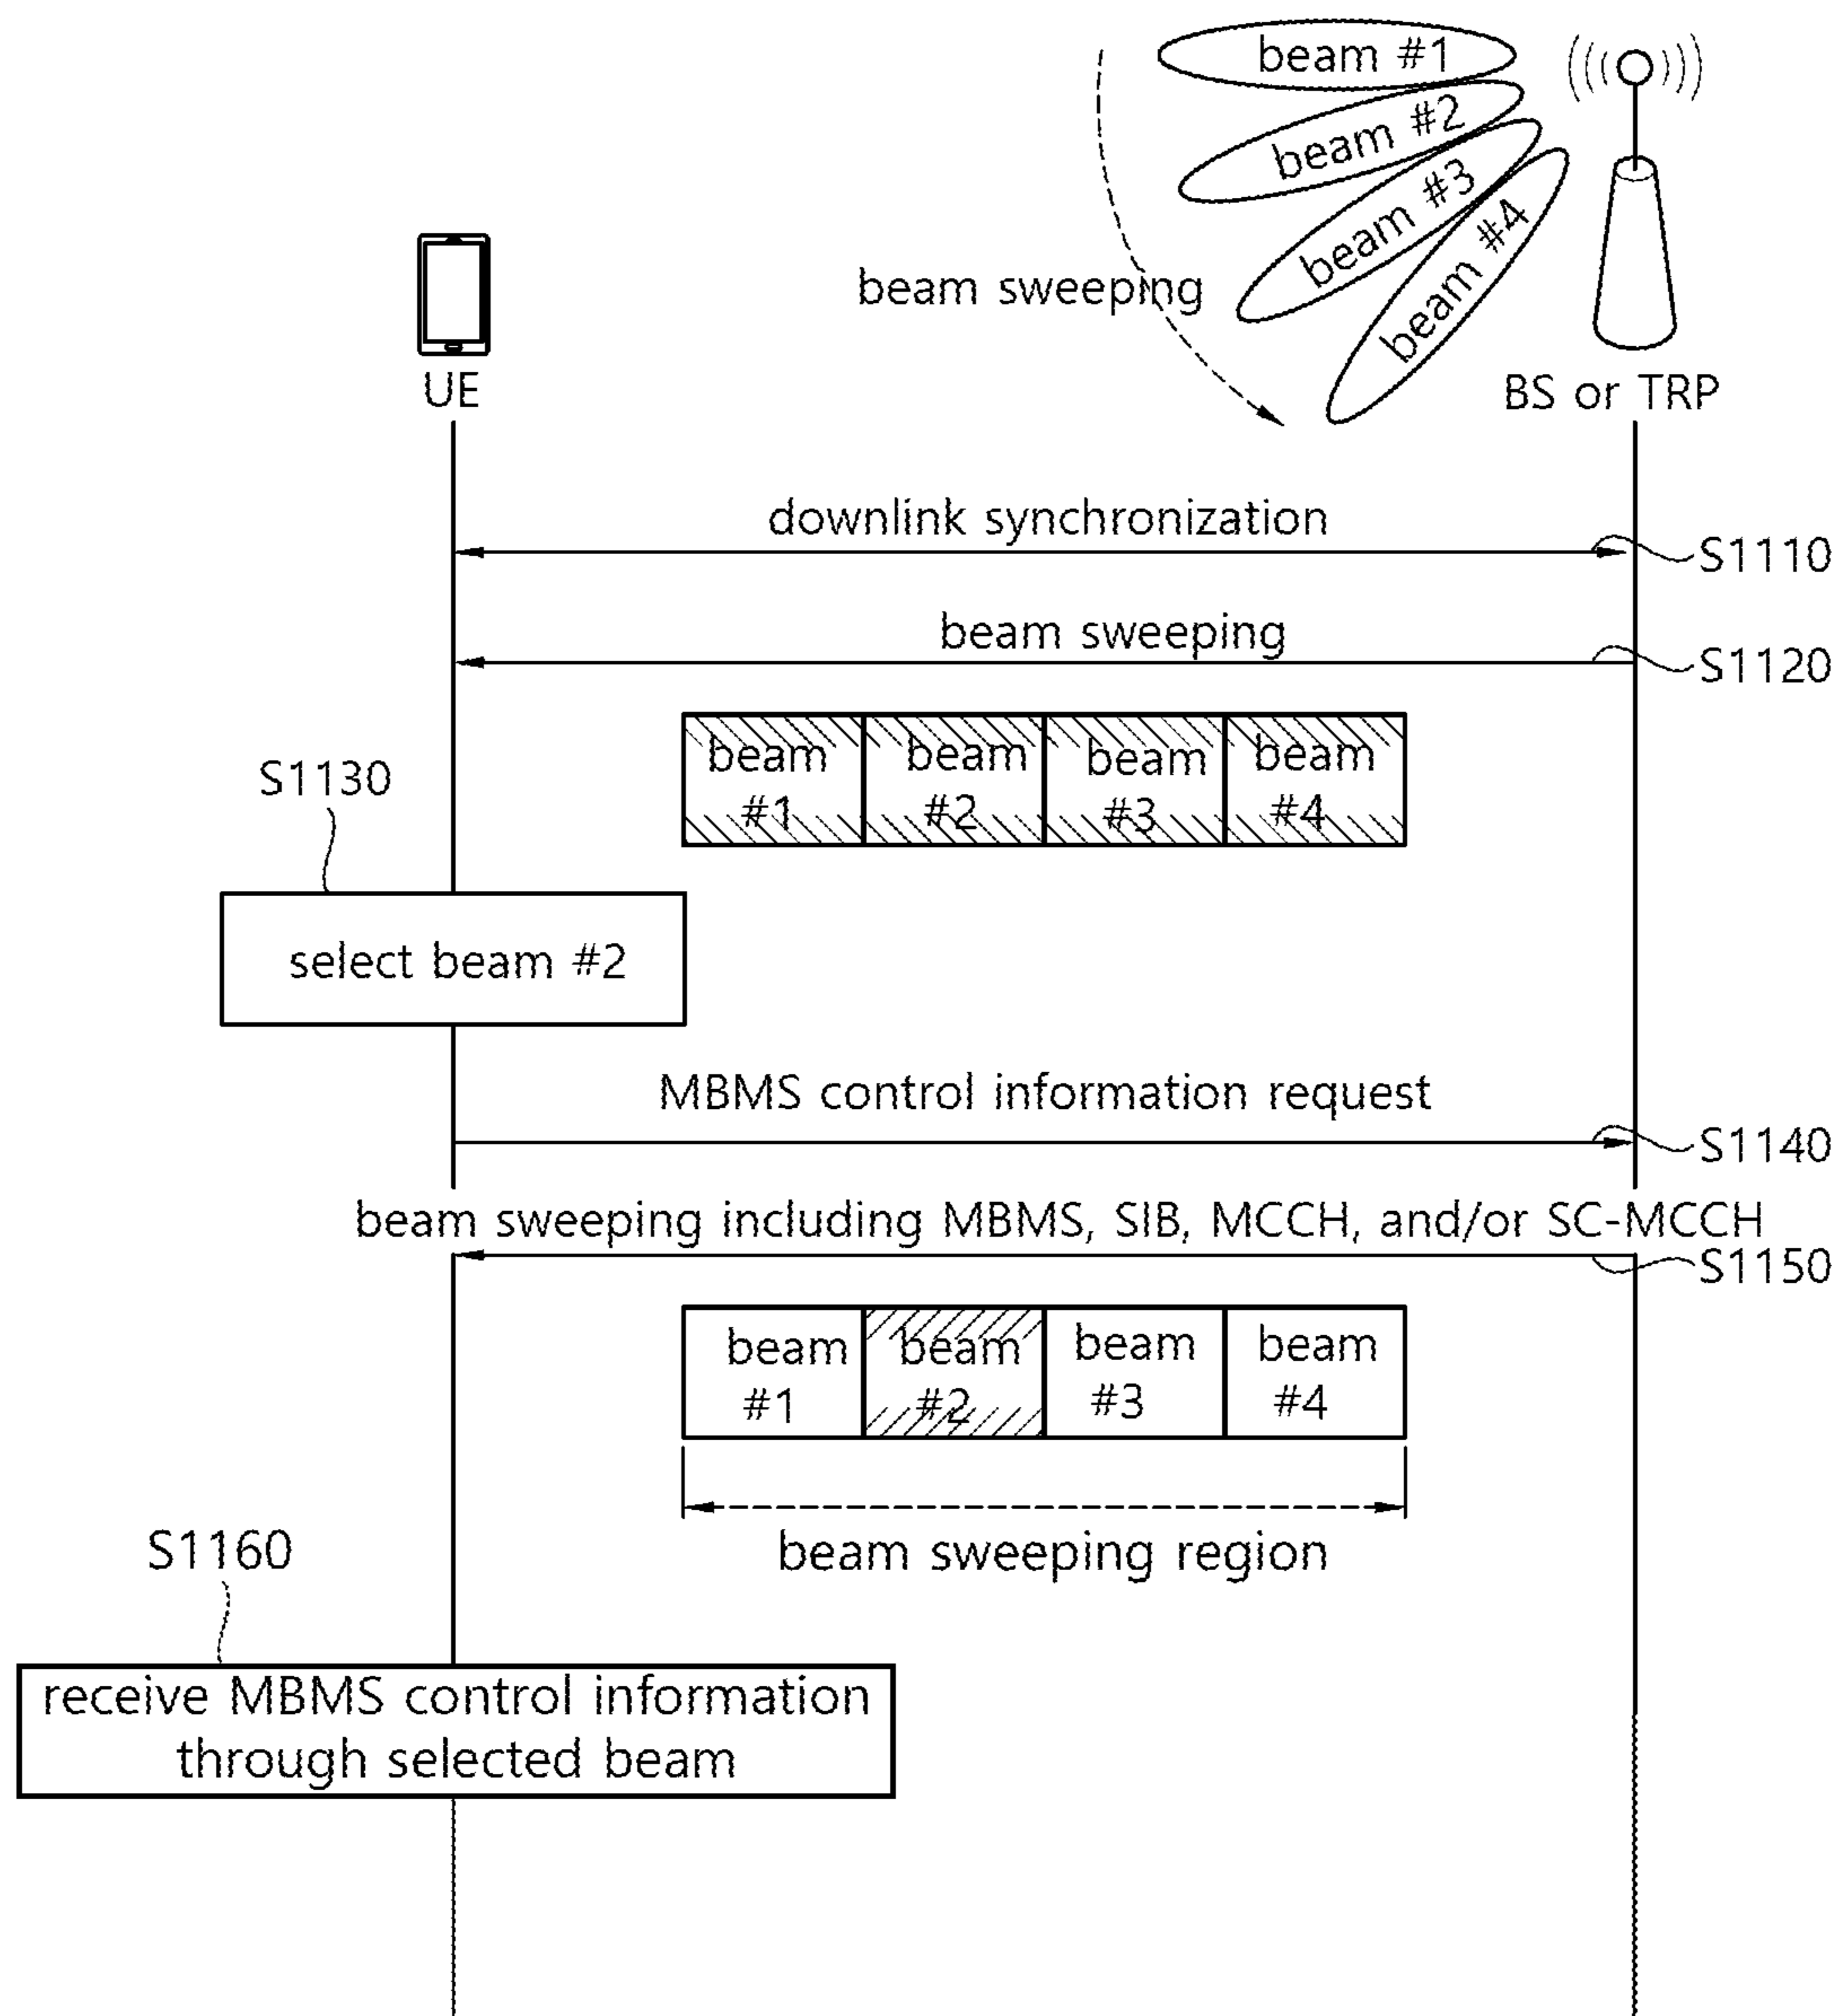 beam #1
beam #2
beam #3
beam #4
beam sweeping
UE
BS or TRP
downlink synchronization
S1110
beam sweeping
S1120
beam
#1
beam
#2
beam
#3
beam
#4
S1130
select beam #2
MBMS control information request
S1140
beam sweeping including MBMS, SIB, MCCH, and/or SC-MCCH
S1150
beam
#1
beam
#2
beam
#3
beam
#4
beam sweeping region
S1160
receive MBMS control information
through selected beam